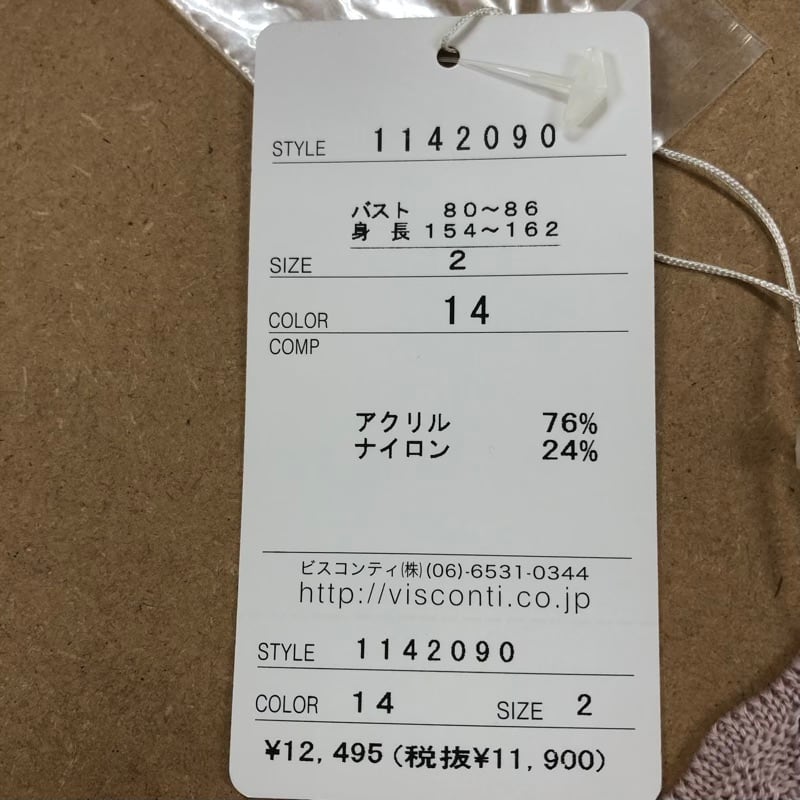 STYLE 1142090
バスト 80～86
身長 154～162
SIZE 2
COLOR 14
COMP
アクリル 76%
ナイロン 24%
ビスコンティ(株)(06)-6531-0344
http://visconti.co.jp
STYLE 1142090
COLOR 14 SIZE 2
¥12,495(税抜¥11,900)